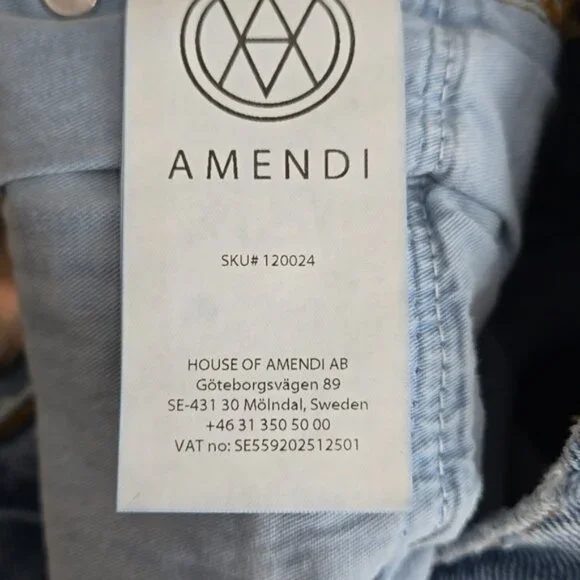 AMENDI
SKU# 120024
HOUSE OF AMENDI AB
Göteborgsvägen 89
SE-431 30 Mölndal, Sweden
+46 31 350 50 00
VAT no: SE559202512501